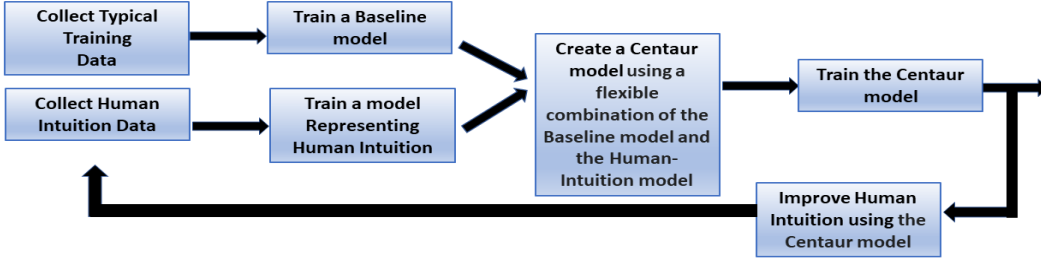 Collect Typical
Training
Data
Train a Baseline
model
Collect Human
Intuition Data
Train a model
Representing
Human Intuition
Create a Centaur
model using a
flexible
combination of the
Baseline model and
the Human-
Intuition model
Train the Centaur
model
Improve Human
Intuition using the
Centaur model